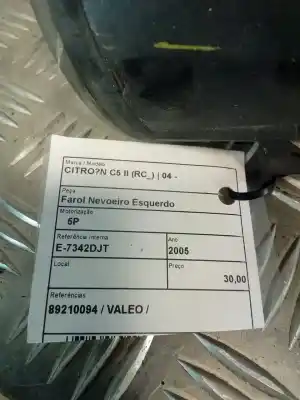 Marca / Modelo
CITRO?N C5 II (RC_) | 04 -
Peça
Farol Nevoeiro Esquerdo
Motorização
5P
Referência interna
E-7342DJT
Ano
2005
Local
Preço
30,00
Referências
89210094 / VALEO /